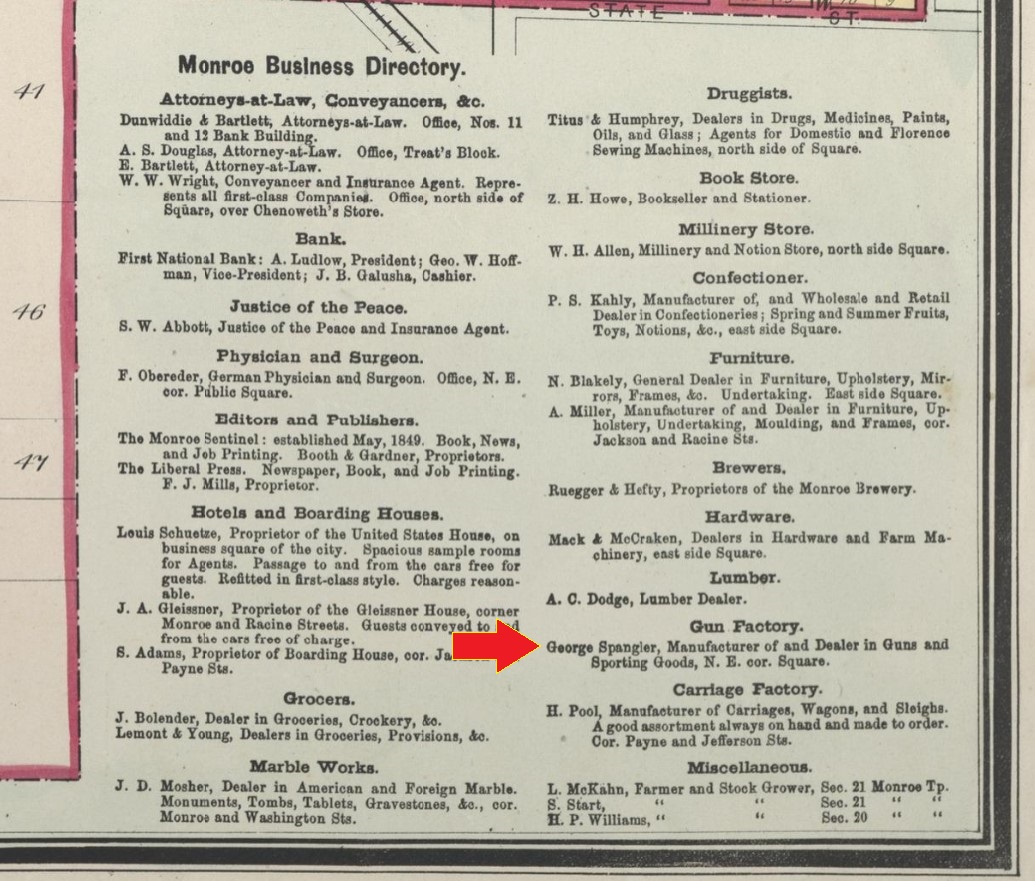 STATE
ST.
41
46
47
Monroe Business Directory.
Attorneys-at-Law, Conveyancers, &c.
Dunwiddie & Bartlett, Attorneys-at-Law. Office, Nos. 11
and 12 Bank Building.
A. S. Douglas, Attorney-at-Law. Office, Treat's Block.
E. Bartlett, Attorney-at-Law.
W. W. Wright, Conveyancer and Insurance Agent. Repre-
sents all first-class Companies. Office, north side of
Square, over Chenoweth's Store.
Bank.
First National Bank: A. Ludlow, President; Geo. W. Hoff-
man, Vice-President; J. B. Galusha, Cashier.
Justice of the Peace.
S. W. Abbott, Justice of the Peace and Insurance Agent.
Physician and Surgeon.
F. Obereder, German Physician and Surgeon. Office, N. E.
cor. Public Square.
Editors and Publishers.
The Monroe Sentinel: established May, 1849. Book, News,
and Job Printing. Booth & Gardner, Proprietors.
The Liberal Press. Newspaper, Book, and Job Printing.
F. J. Mills, Proprietor.
Hotels and Boarding Houses.
Louis Schuetze, Proprietor of the United States House, on
business square of the city. Spacious sample rooms
for Agents. Passage to and from the cars free for
guests. Refitted in first-class style. Charges reason-
able.
J. A. Gleissner, Proprietor of the Gleissner House, corner
Monroe and Racine Streets. Guests conveyed to
from the cars free of charge.
S. Adams, Proprietor of Boarding House, cor.
Payne Sts.
Grocers.
J. Bolender, Dealer in Groceries, Crockery, &c.
Lemont & Young, Dealers in Groceries, Provisions, &c.
Marble Works.
J. D. Mosher, Dealer in American and Foreign Marble.
Monuments, Tombs, Tablets, Gravestones, &c., cor.
Monroe and Washington Sts.
Druggists.
Titus & Humphrey, Dealers in Drugs, Medicines, Paints,
Oils, and Glass; Agents for Domestic and Florence
Sewing Machines, north side of Square.
Book Store.
Z. H. Howe, Bookseller and Stationer.
Millinery Store.
W. H. Allen, Millinery and Notion Store, north side Square.
Confectioner.
P. S. Kahly, Manufacturer of, and Wholesale and Retail
Dealer in Confectioneries; Spring and Summer Fruits,
Toys, Notions, &c., east side Square.
Furniture.
N. Blakely, General Dealer in Furniture, Upholstery, Mir-
rors, Frames, &c. Undertaking. East side Square.
A. Miller, Manufacturer of and Dealer in Furniture, Up-
holstery, Undertaking, Moulding, and Frames, cor.
Jackson and Racine Sts.
Brewers.
Ruegger & Hefty, Proprietors of the Monroe Brewery.
Hardware.
Mack & McCraken, Dealers in Hardware and Farm Ma-
chinery, east side Square.
Lumber.
A. C. Dodge, Lumber Dealer.
Gun Factory.
George Spangler, Manufacturer of and Dealer in Guns and
Sporting Goods, N. E. cor. Square.
Carriage Factory.
H. Pool, Manufacturer of Carriages, Wagons, and Sleighs.
A good assortment always on hand and made to order.
Cor. Payne and Jefferson Sts.
Miscellaneous.
L. McKahn, Farmer and Stock Grower, Sec. 21 Monroe Tp.
S. Start, " " Sec. 21 " "
H. P. Williams, " " Sec. 20 " "